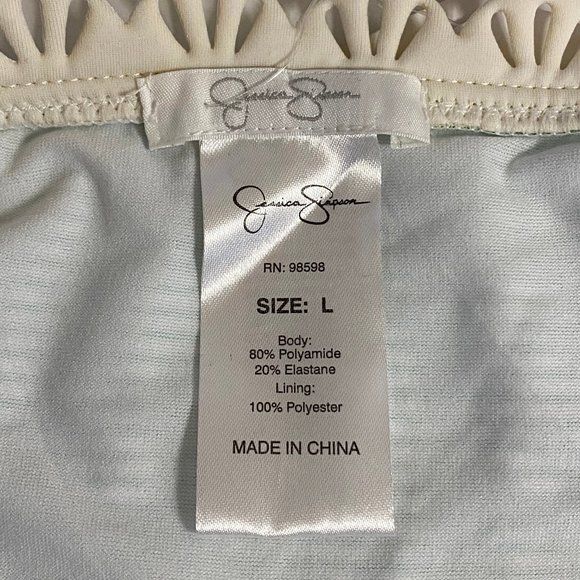 Jessica Simpson
Jessica Simpson
RN: 98598
SIZE: L
Body:
80% Polyamide
20% Elastane
Lining:
100% Polyester
MADE IN CHINA